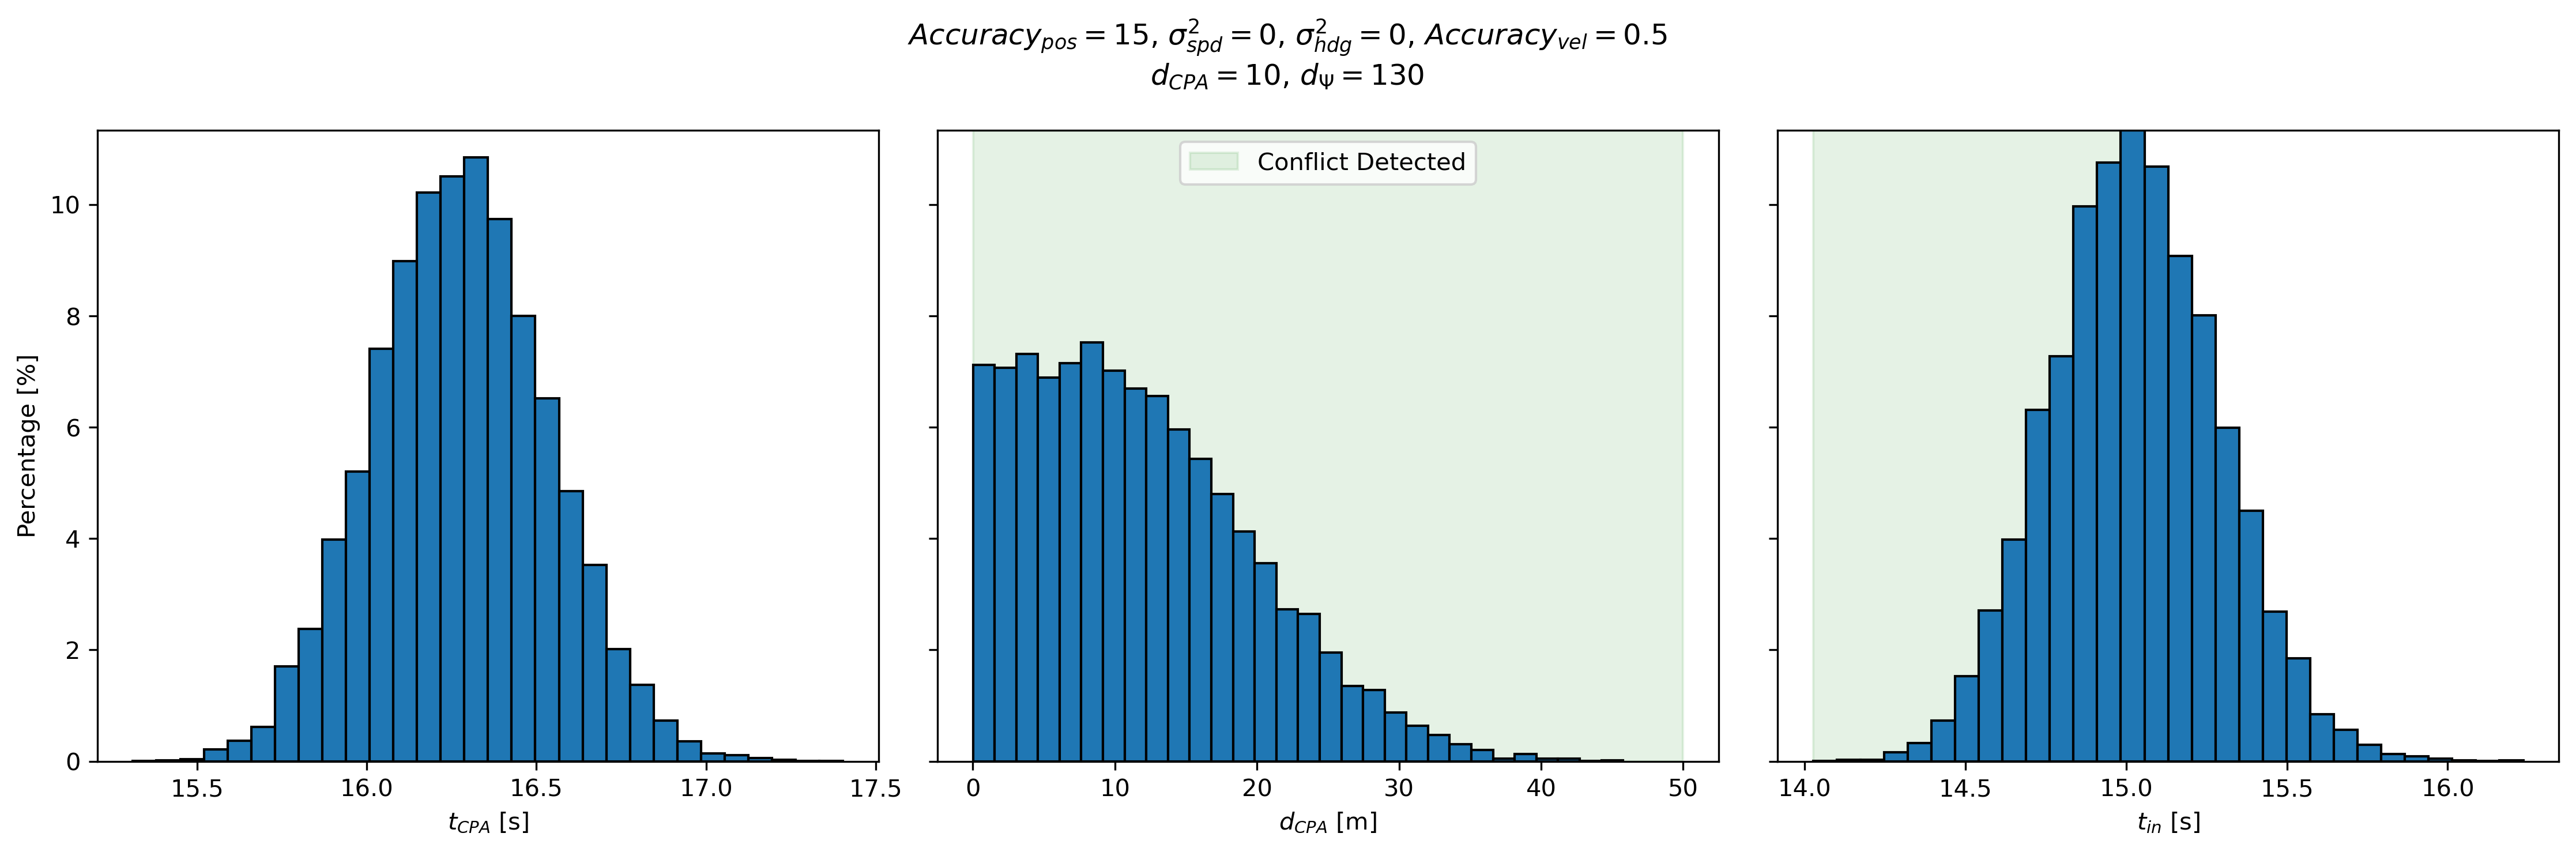 Accuracy_pos = 15, σ²_spd = 0, σ²_hdg = 0, Accuracy_vel = 0.5
d_CPA = 10, d_Ψ = 130
Percentage [%]
10
8
6
4
2
0
15.5 16.0 16.5 17.0 17.5
t_CPA [s]
Conflict Detected
0 10 20 30 40 50
d_CPA [m]
14.0 14.5 15.0 15.5 16.0
t_in [s]